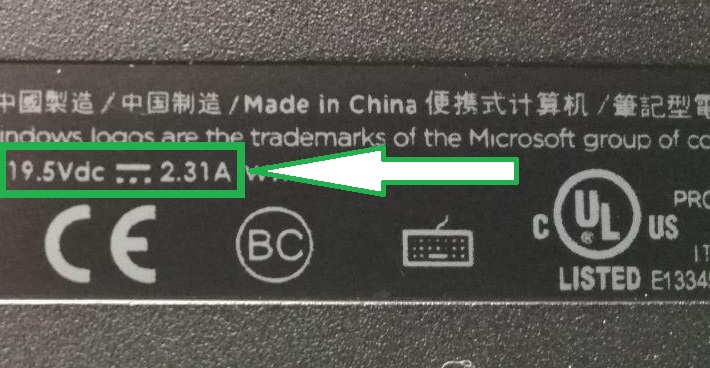 中國製造 / 中国制造 / Made in China 便携式计算机 / 筆記型電
indows logos are the trademarks of the Microsoft group of co
19.5Vdc ⎓ 2.31A
CE BC C UL ® US PRO
LISTED E13345